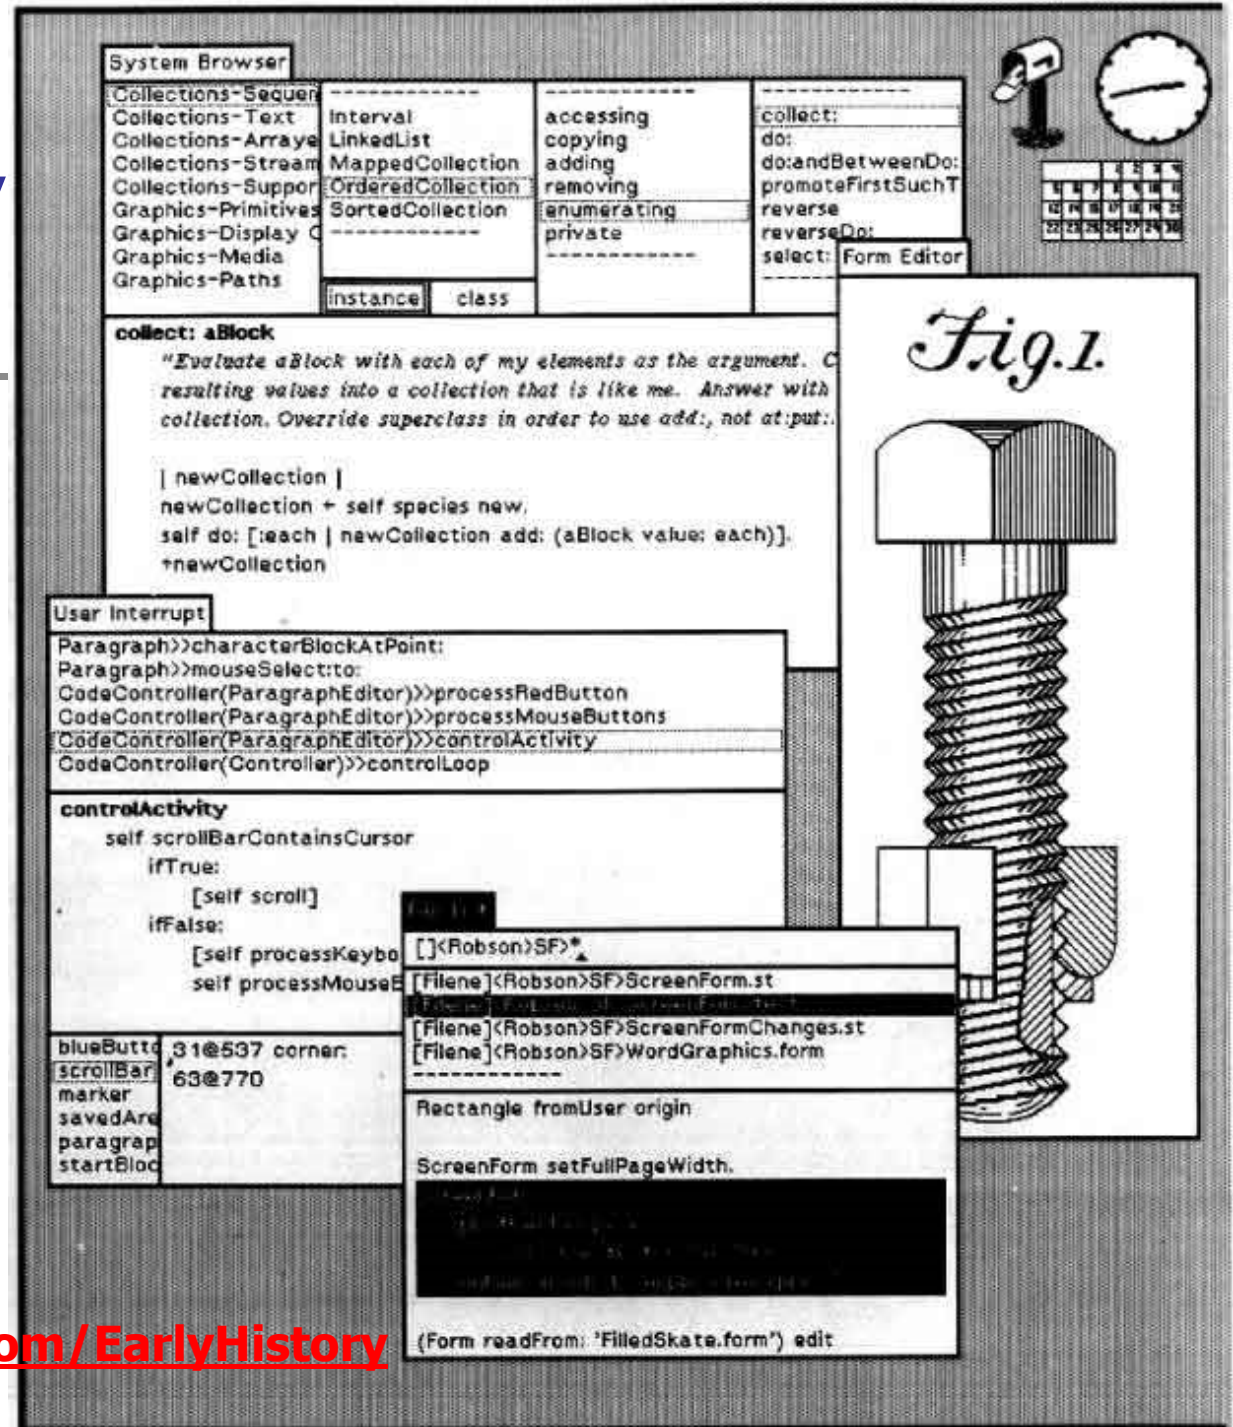 System Browser
Collections-Sequen
Collections-Text
Collections-Arraye
Collections-Stream
Collections-Suppor
Graphics-Primitives
Graphics-Display
Graphics-Media
Graphics-Paths
------------
Interval
LinkedList
MappedCollection
OrderedCollection
SortedCollection
------------
instance
class
------------
accessing
copying
adding
removing
enumerating
private
------------
------------
collect:
do:
do:andBetweenDo:
promoteFirstSuchT
reverse
reverseDo:
select:
collect: aBlock
"Evaluate aBlock with each of my elements as the argument. C
resulting values into a collection that is like me. Answer with
collection. Override superclass in order to use add:, not at:put:.
| newCollection |
newCollection ← self species new.
self do: [:each | newCollection add: (aBlock value: each)].
↑newCollection
Form Editor
Fig.1.
User Interrupt
Paragraph>>characterBlockAtPoint:
Paragraph>>mouseSelect:to:
CodeController(ParagraphEditor)>>processRedButton
CodeController(ParagraphEditor)>>processMouseButtons
CodeController(ParagraphEditor)>>controlActivity
CodeController(Controller)>>controlLoop
controlActivity
self scrollBarContainsCursor
ifTrue:
[self scroll]
ifFalse:
[self processKeybo
self processMouseB
blueButto
scrollBar
marker
savedAre
paragrap
startBloc
31@537 corner:
63@770
[]<Robson>SF>*
[Filene]<Robson>SF>ScreenForm.st
[Filene]<Robson>SF>ScreenFormChanges.st
[Filene]<Robson>SF>WordGraphics.form
------------
Rectangle fromUser origin
ScreenForm setFullPageWidth.
(Form readFrom: 'FilledSkate.form') edit
om/EarlyHistory